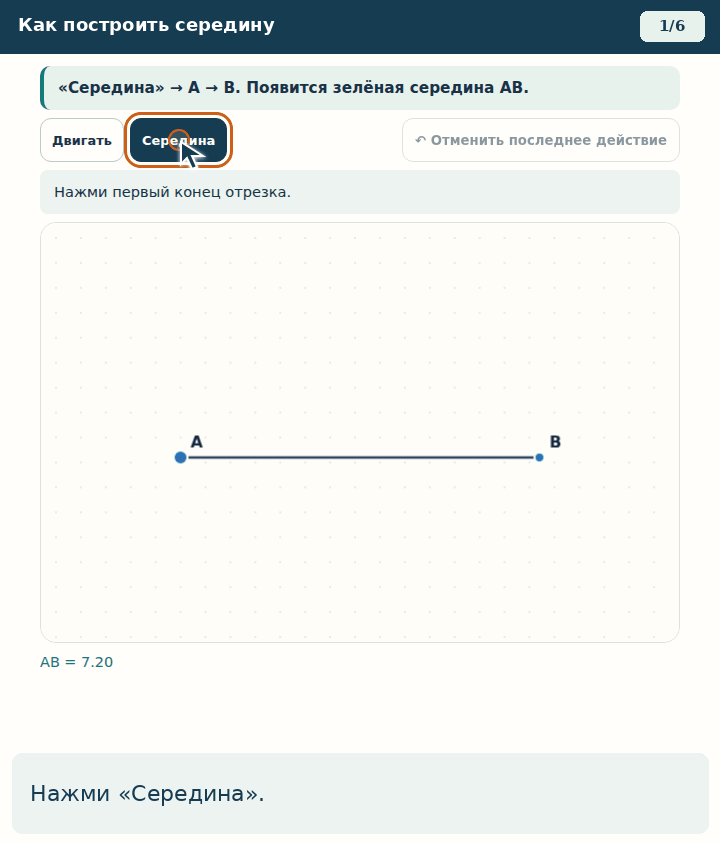 Как построить середину
1/6
«Середина» → A → B. Появится зелёная середина AB.
Двигать
Середина
↶ Отменить последнее действие
Нажми первый конец отрезка.
A
B
AB = 7.20
Нажми «Середина».